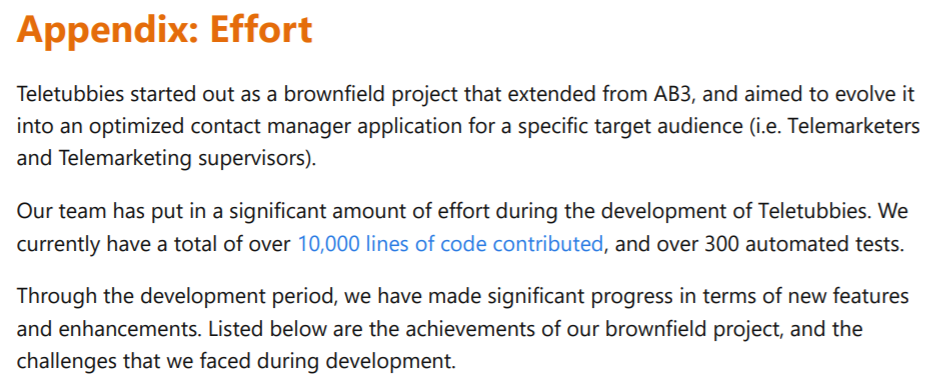 Appendix: Effort
Teletubbies started out as a brownfield project that extended from AB3, and aimed to evolve it
into an optimized contact manager application for a specific target audience (i.e. Telemarketers
and Telemarketing supervisors).
Our team has put in a significant amount of effort during the development of Teletubbies. We
currently have a total of over 10,000 lines of code contributed, and over 300 automated tests.
Through the development period, we have made significant progress in terms of new features
and enhancements. Listed below are the achievements of our brownfield project, and the
challenges that we faced during development.